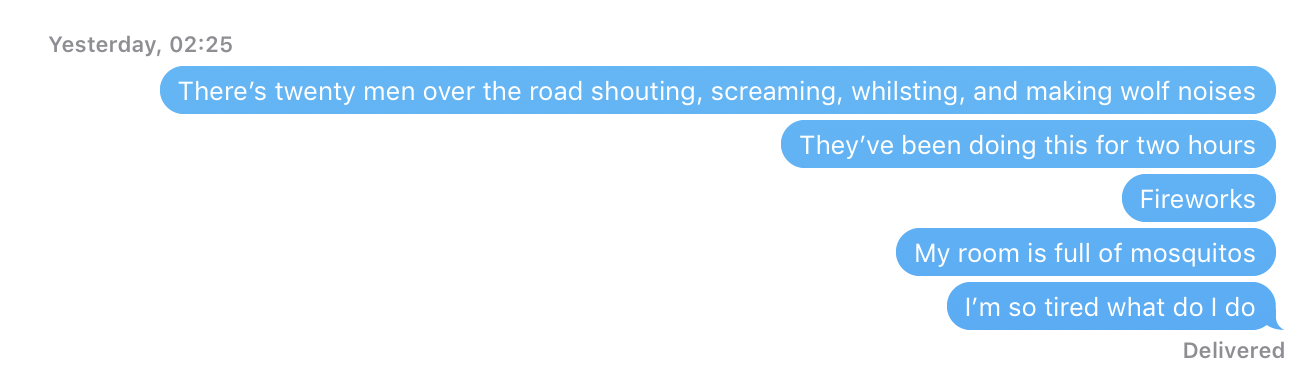 Yesterday, 02:25
There’s twenty men over the road shouting, screaming, whilsting, and making wolf noises
They’ve been doing this for two hours
Fireworks
My room is full of mosquitos
I’m so tired what do I do
Delivered